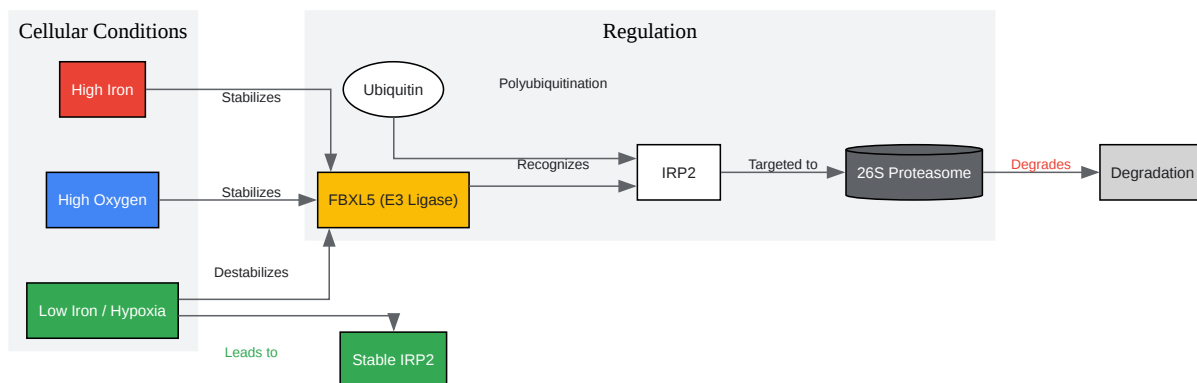 Cellular Conditions
Regulation
High Iron
Stabilizes
Ubiquitin
Polyubiquitination
Recognizes
IRP2
Targeted to
26S Proteasome
Degrades
Degradation
High Oxygen
Stabilizes
FBXL5 (E3 Ligase)
Destabilizes
Low Iron / Hypoxia
Leads to
Stable IRP2